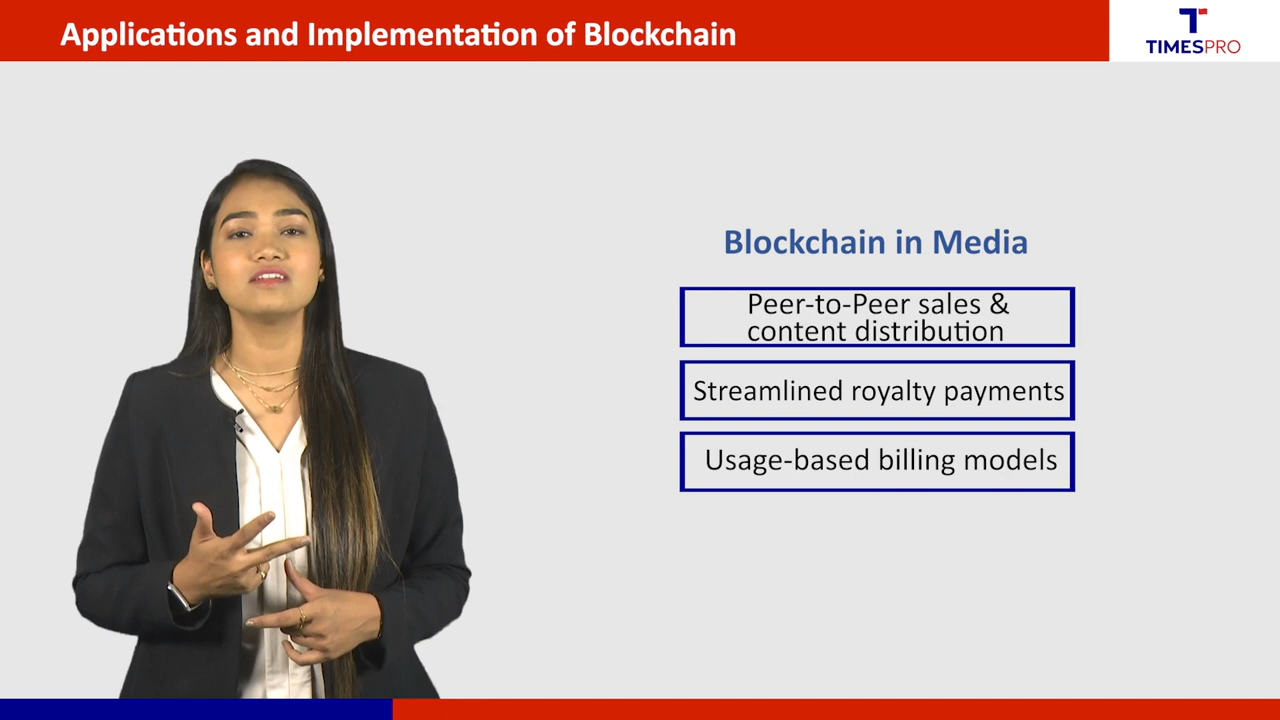 Applications and Implementation of Blockchain
TIMESPRO
Blockchain in Media
Peer-to-Peer sales &
content distribution
Streamlined royalty payments
Usage-based billing models